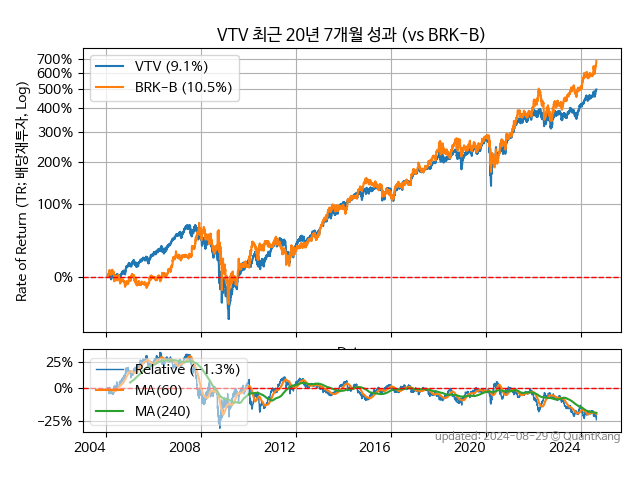 VTV 최근 20년 7개월 성과 (vs BRK-B)
Rate of Return (TR: 배당재투자, Log)
700%
600%
500%
400%
300%
200%
100%
0%
VTV (9.1%)
BRK-B (10.5%)
25%
0%
−25%
Relative (−1.3%)
MA(60)
MA(240)
2004 2008 2012 2016 2020 2024
updated: 2024-08-29 © QuantKang